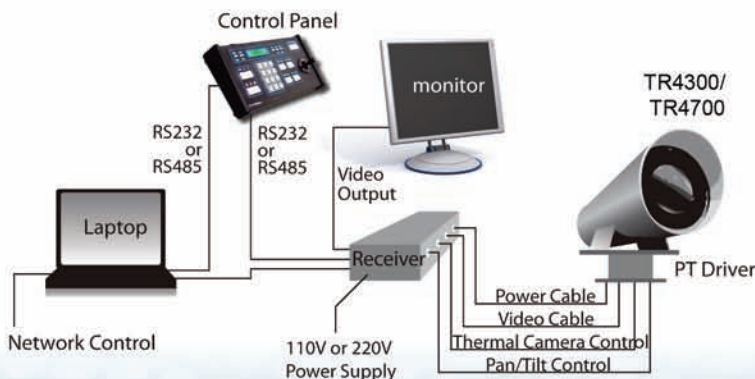 Control Panel
monitor
TR4300/
TR4700
RS232
or
RS485
RS232
or
RS485
Video
Output
Laptop
Receiver
PT Driver
Power Cable
Video Cable
Thermal Camera Control
Pan/Tilt Control
Network Control
110V or 220V
Power Supply